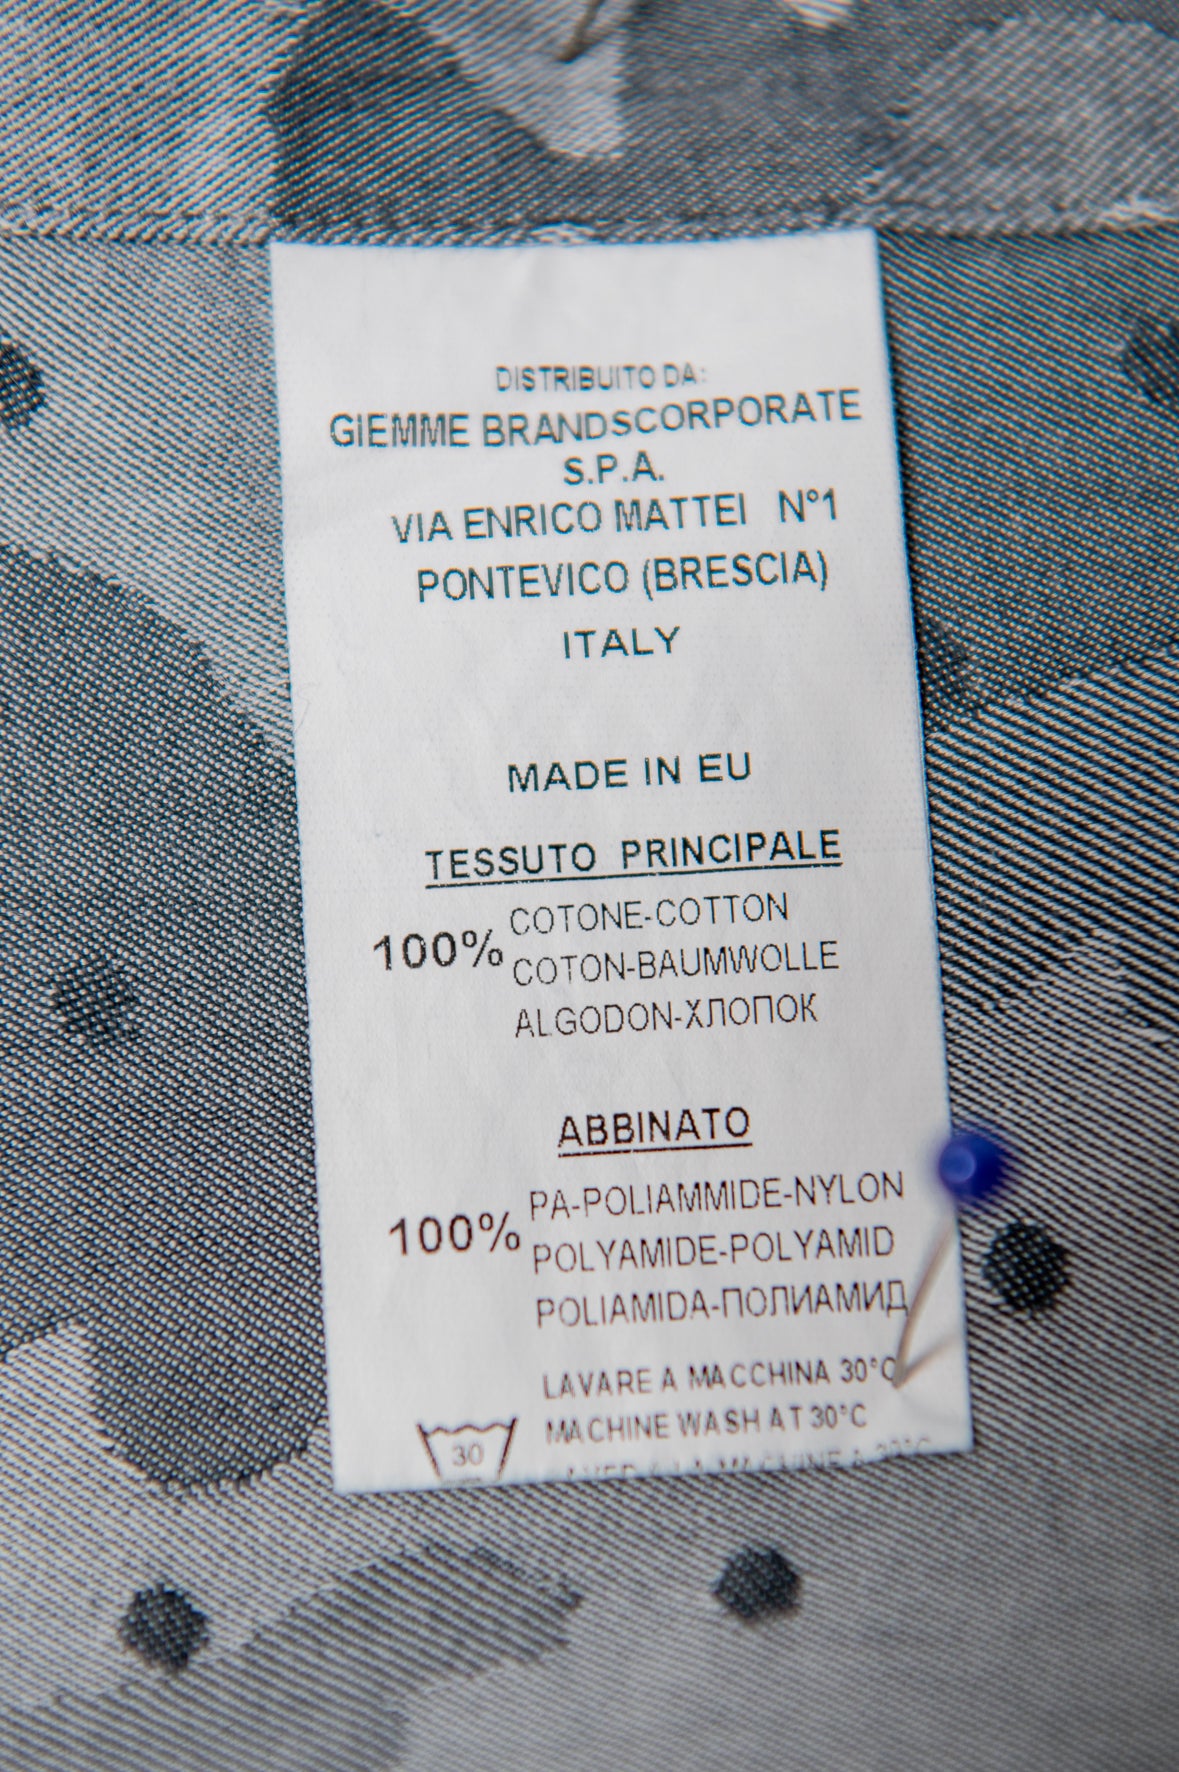 DISTRIBUITO DA:
GIEMME BRANDSCORPORATE
S.P.A.
VIA ENRICO MATTEI N°1
PONTEVICO (BRESCIA)
ITALY
MADE IN EU
TESSUTO PRINCIPALE
100% COTONE-COTTON
COTON-BAUMWOLLE
ALGODON-ХЛОПОК
ABBINATO
100% PA-POLIAMMIDE-NYLON
POLYAMIDE-POLYAMID
POLIAMIDA-ПОЛИАМИД
LAVARE A MACCHINA 30°C
30 MACHINE WASH AT 30°C